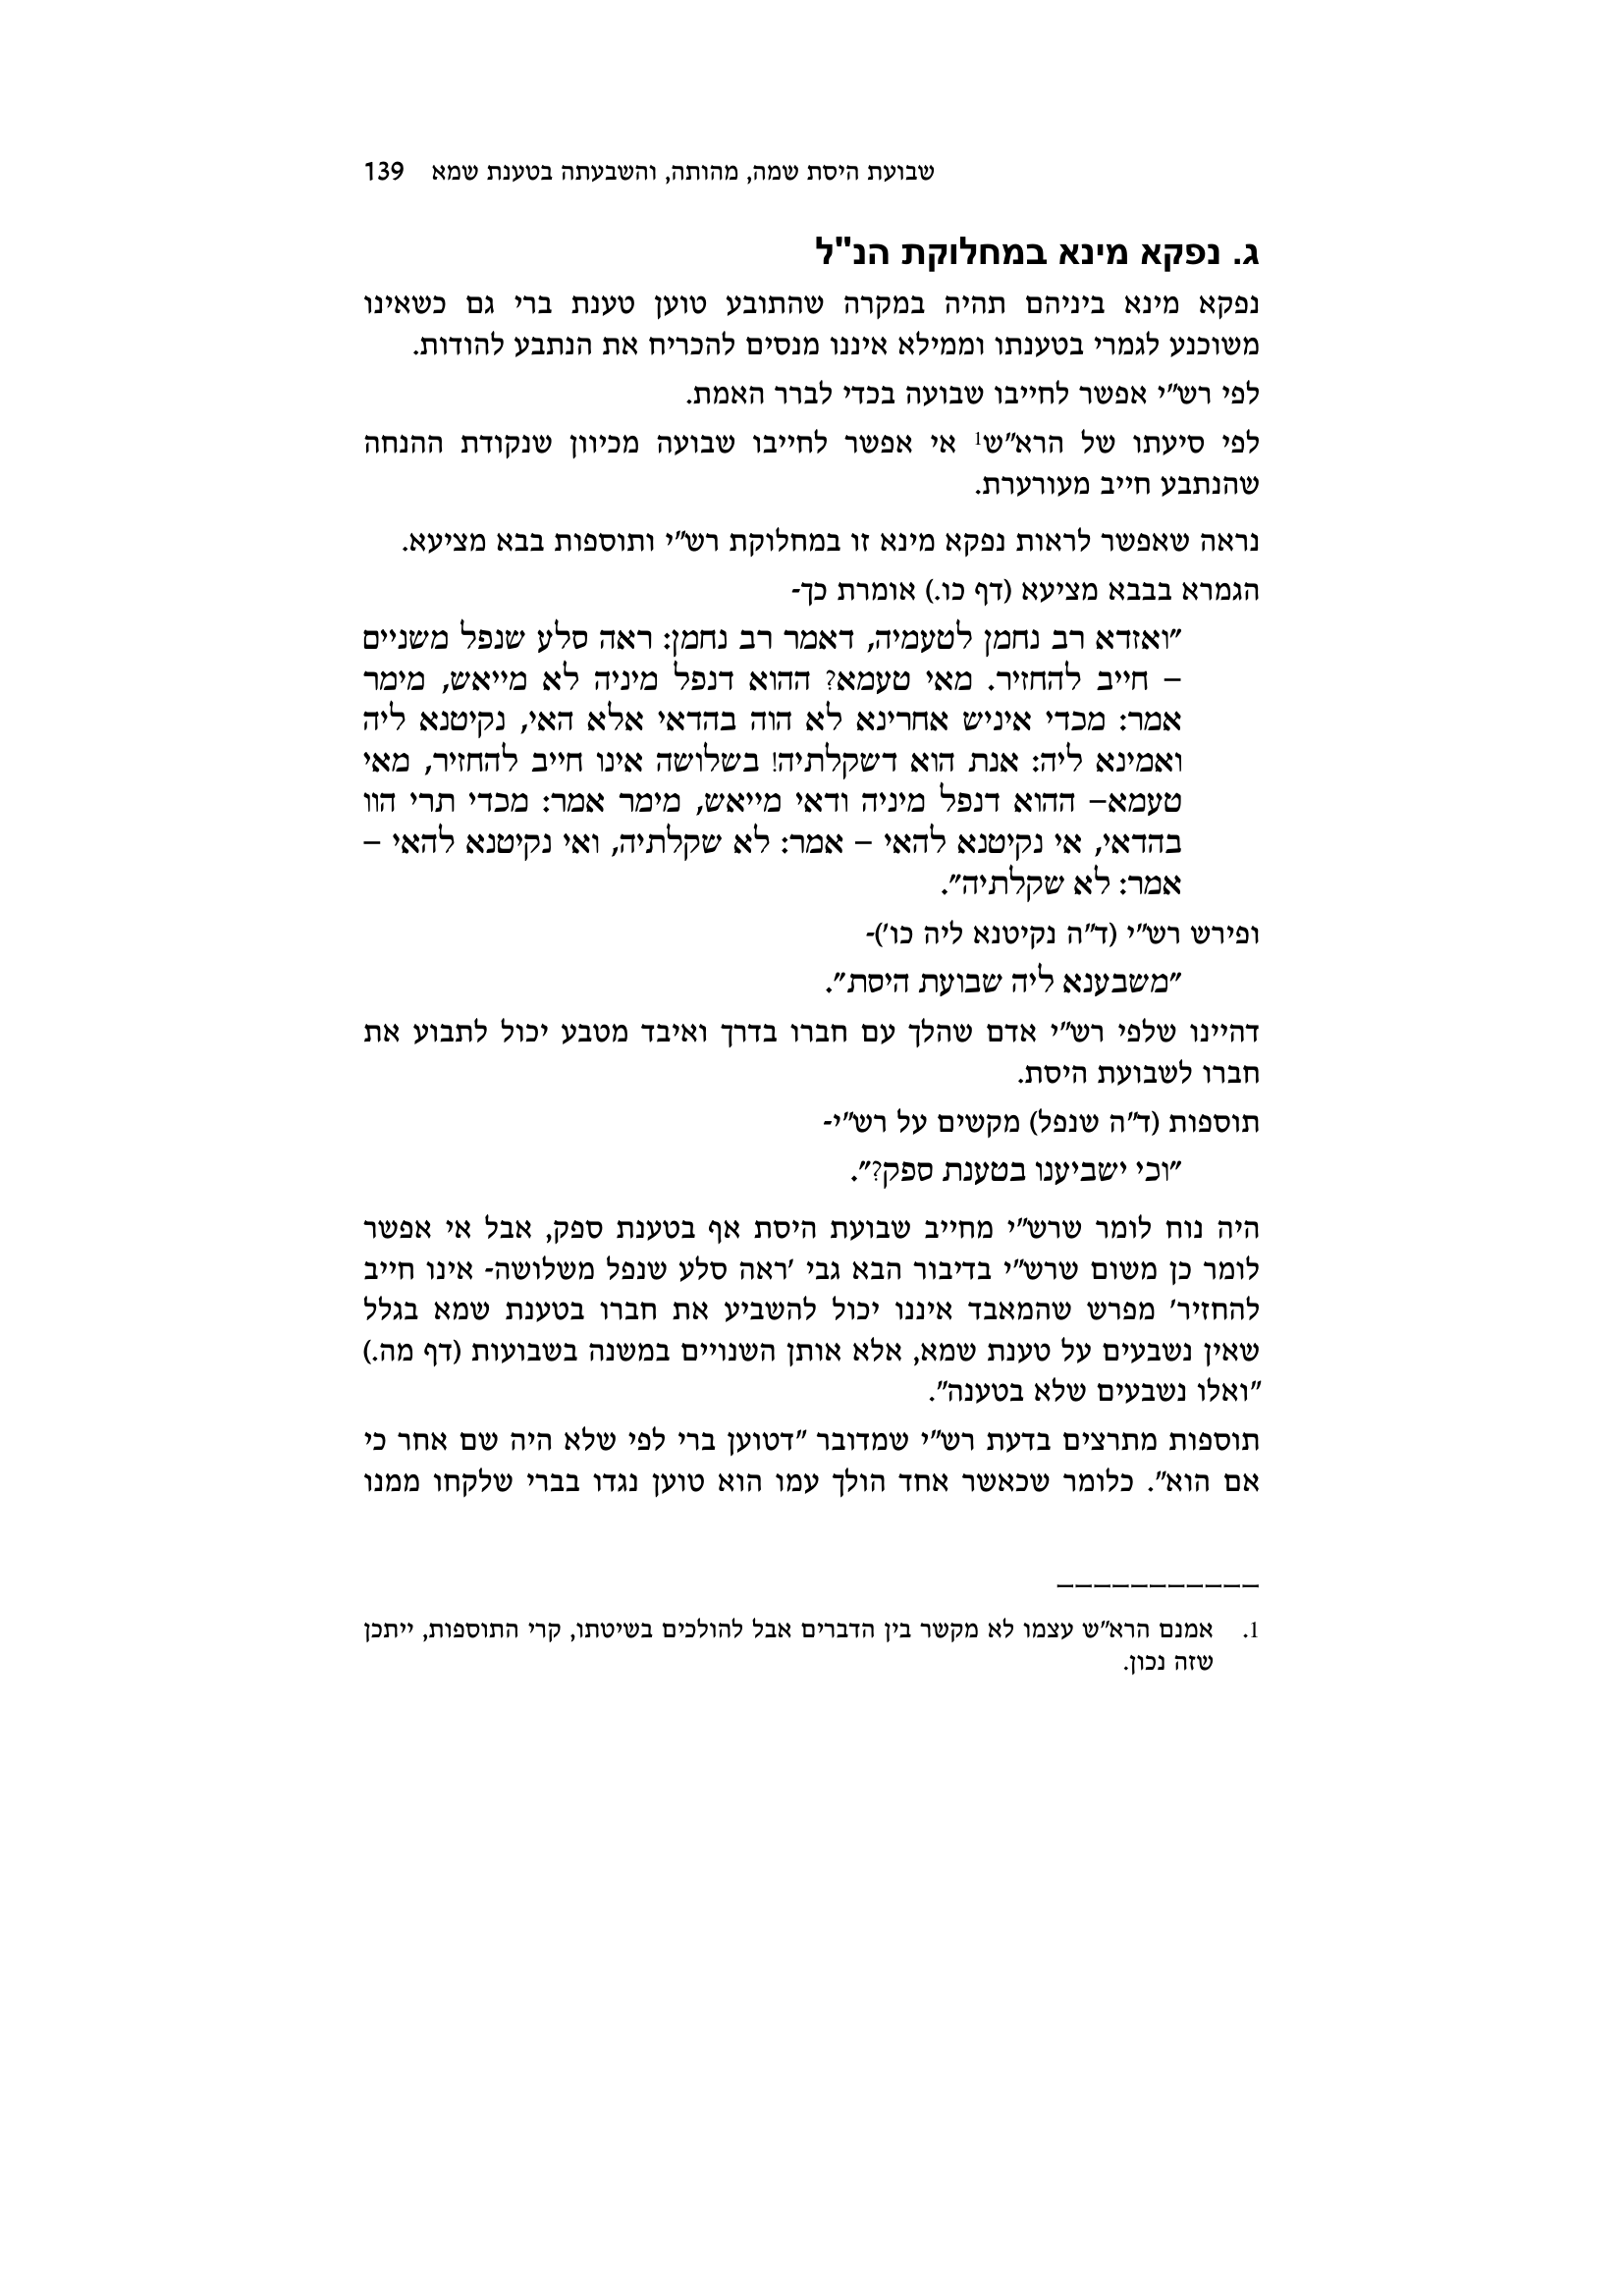 שבועת היסת שמה, מהותה, והשבעתה בטענת שמא 139
ג. נפקא מינא במחלוקת הנ"ל
נפקא מינא ביניהם תהיה במקרה שהתובע טוען טענת ברי גם כשאינו
משוכנע לגמרי בטענתו וממילא איננו מנסים להכריח את הנתבע להודות.
לפי רש"י אפשר לחייבו שבועה בכדי לברר האמת.
לפי סיעתו של הרא"ש1 אי אפשר לחייבו שבועה מכיוון שנקודת ההנחה
שהנתבע חייב מעורערת.
נראה שאפשר לראות נפקא מינא זו במחלוקת רש"י ותוספות בבא מציעא.
הגמרא בבבא מציעא (דף כו.) אומרת כך-
"ואזדא רב נחמן לטעמיה, דאמר רב נחמן: ראה סלע שנפל משניים
– חייב להחזיר. מאי טעמא? ההוא דנפל מיניה לא מייאש, מימר
אמר: מכדי איניש אחרינא לא הוה בהדאי אלא האי, נקיטנא ליה
ואמינא ליה: אנת הוא דשקלתיה! בשלושה אינו חייב להחזיר, מאי
טעמא– ההוא דנפל מיניה ודאי מייאש, מימר אמר: מכדי תרי הוו
בהדאי, אי נקיטנא להאי – אמר: לא שקלתיה, ואי נקיטנא להאי –
אמר: לא שקלתיה".
ופירש רש"י (ד"ה נקיטנא ליה כו')-
"משבענא ליה שבועת היסת".
דהיינו שלפי רש"י אדם שהלך עם חברו בדרך ואיבד מטבע יכול לתבוע את
חברו לשבועת היסת.
תוספות (ד"ה שנפל) מקשים על רש"י-
"וכי ישביענו בטענת ספק?".
היה נוח לומר שרש"י מחייב שבועת היסת אף בטענת ספק, אבל אי אפשר
לומר כן משום שרש"י בדיבור הבא גבי 'ראה סלע שנפל משלושה- אינו חייב
להחזיר' מפרש שהמאבד איננו יכול להשביע את חברו בטענת שמא בגלל
שאין נשבעים על טענת שמא, אלא אותן השנויים במשנה בשבועות (דף מה.)
"ואלו נשבעים שלא בטענה".
תוספות מתרצים בדעת רש"י שמדובר "דטוען ברי לפי שלא היה שם אחר כי
אם הוא". כלומר שכאשר אחד הולך עמו הוא טוען נגדו בברי שלקחו ממנו
1. אמנם הרא"ש עצמו לא מקשר בין הדברים אבל להולכים בשיטתו, קרי התוספות, ייתכן
שזה נכון.